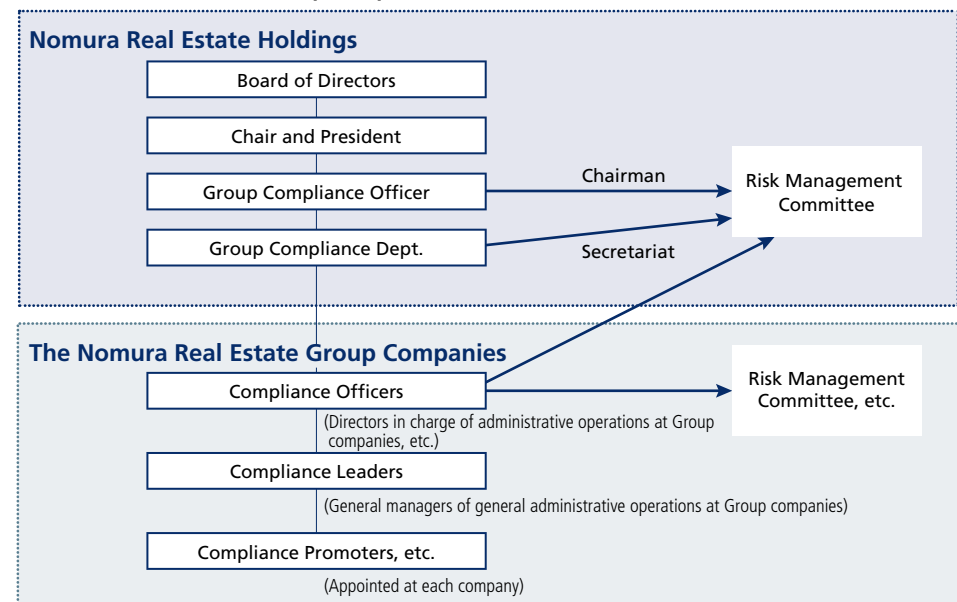 Nomura Real Estate Holdings
Board of Directors
Chair and President
Group Compliance Officer
Chairman
Risk Management
Committee
Group Compliance Dept.
Secretariat
The Nomura Real Estate Group Companies
Compliance Officers
Risk Management
Committee, etc.
(Directors in charge of administrative operations at Group
companies, etc.)
Compliance Leaders
(General managers of general administrative operations at Group companies)
Compliance Promoters, etc.
(Appointed at each company)